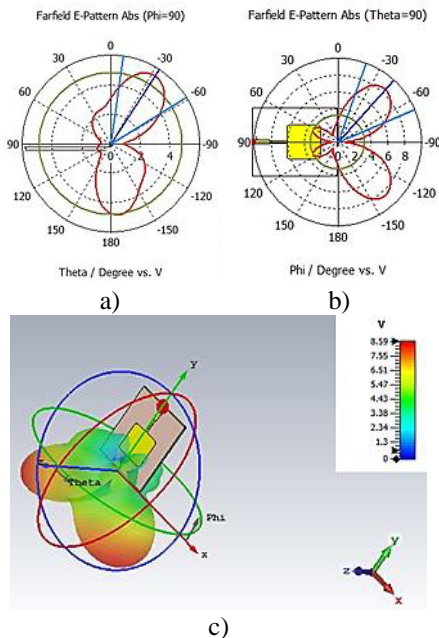 Farfield E-Pattern Abs (Phi=90)
0
-30 30
-60 60
90 0 2 4 -90
-120 120
-150 150
180
Theta / Degree vs. V
a)
Farfield E-Pattern Abs (Theta=90)
0
-30 30
-60 60
90 0 2 4 6 8 -90
-120 120
-150 150
180
Phi / Degree vs. V
b)
V
8.59
7.55
6.51
5.47
4.43
3.38
2.34
1.3
0
y
Theta
Phi
x
y
z
x
c)